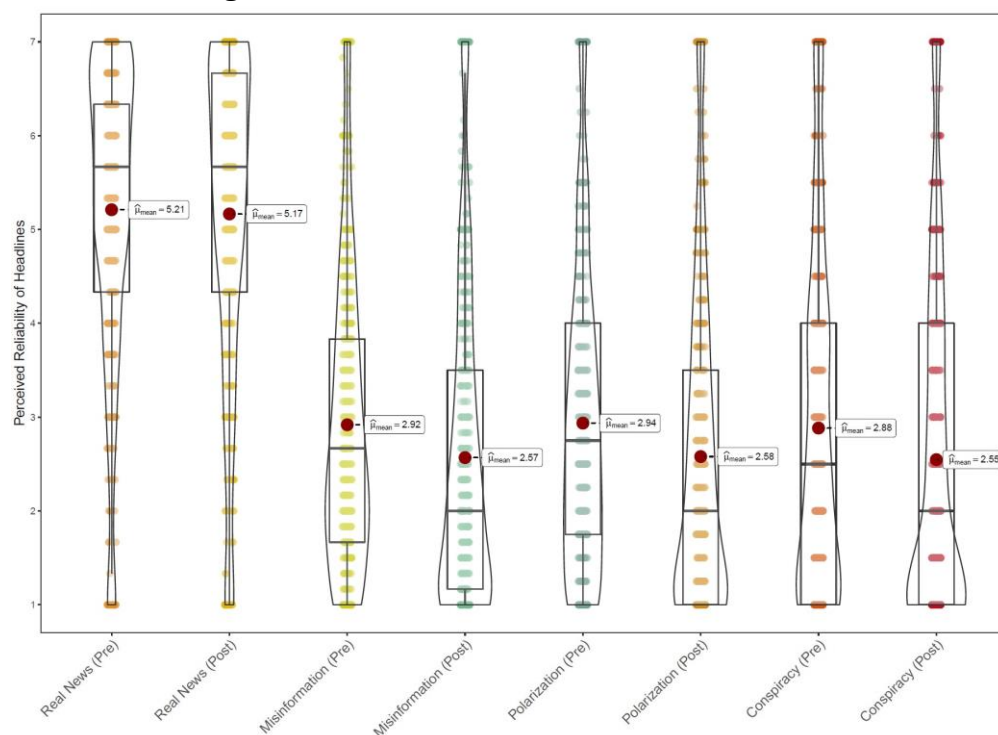 7
6
5
4
3
2
1
Perceived Reliability of Headlines
μ̂mean = 5.21
μ̂mean = 5.17
μ̂mean = 2.92
μ̂mean = 2.57
μ̂mean = 2.94
μ̂mean = 2.58
μ̂mean = 2.88
μ̂mean = 2.55
Real News (Pre)
Real News (Post)
Misinformation (Pre)
Misinformation (Post)
Polarization (Pre)
Polarization (Post)
Conspiracy (Pre)
Conspiracy (Post)